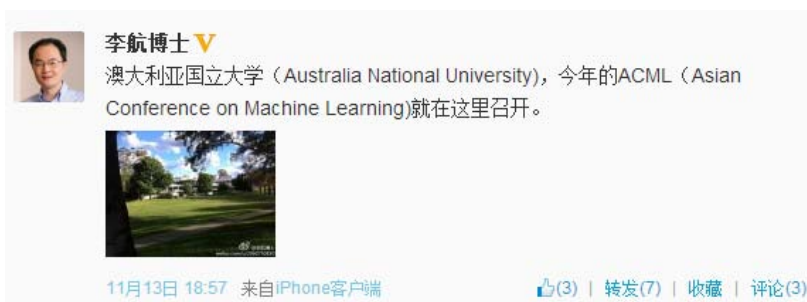 李航博士 V
澳大利亚国立大学（Australia National University)，今年的ACML（Asian
Conference on Machine Learning)就在这里召开。
11月13日 18:57 来自iPhone客户端 (3) | 转发(7) | 收藏 | 评论(3)